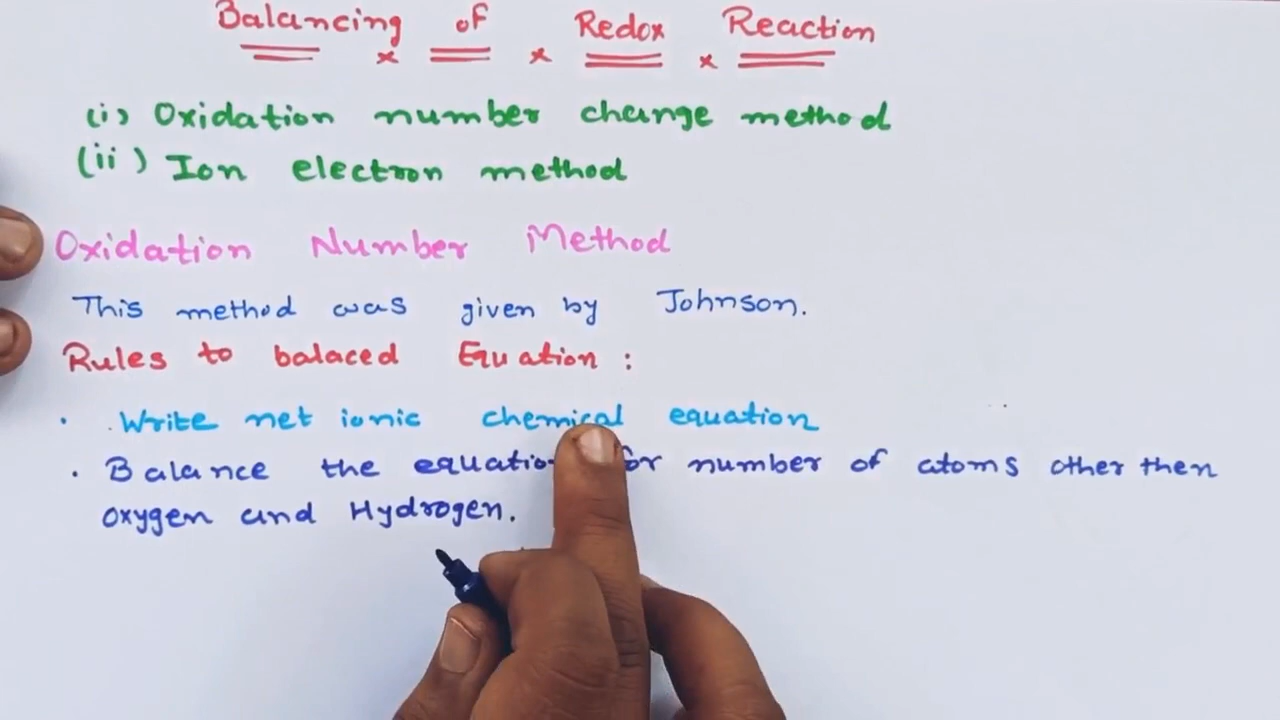 Balancing of Redox Reaction
(i) Oxidation number change method
(ii) Ion electron method
Oxidation Number Method
This method was given by Johnson.
Rules to balaced Equation :
. Write net ionic chemical equation
. Balance the equation for number of atoms other then
oxygen and Hydrogen.